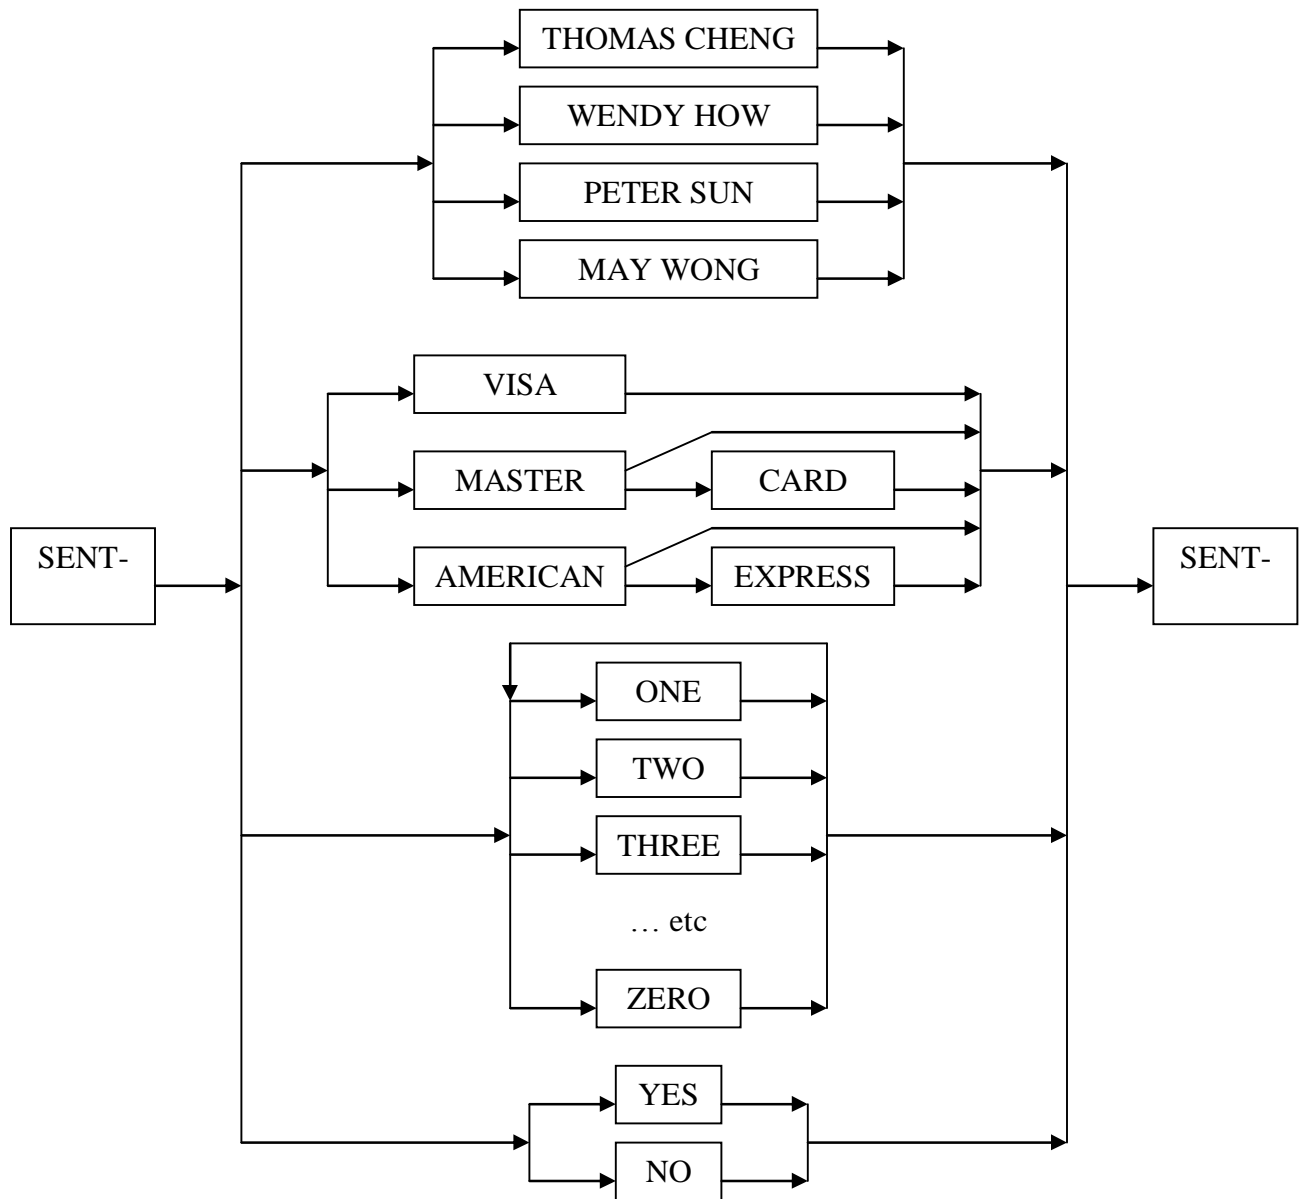 THOMAS CHENG
WENDY HOW
PETER SUN
MAY WONG
VISA
MASTER
CARD
AMERICAN
EXPRESS
SENT-
SENT-
ONE
TWO
THREE
… etc
ZERO
YES
NO